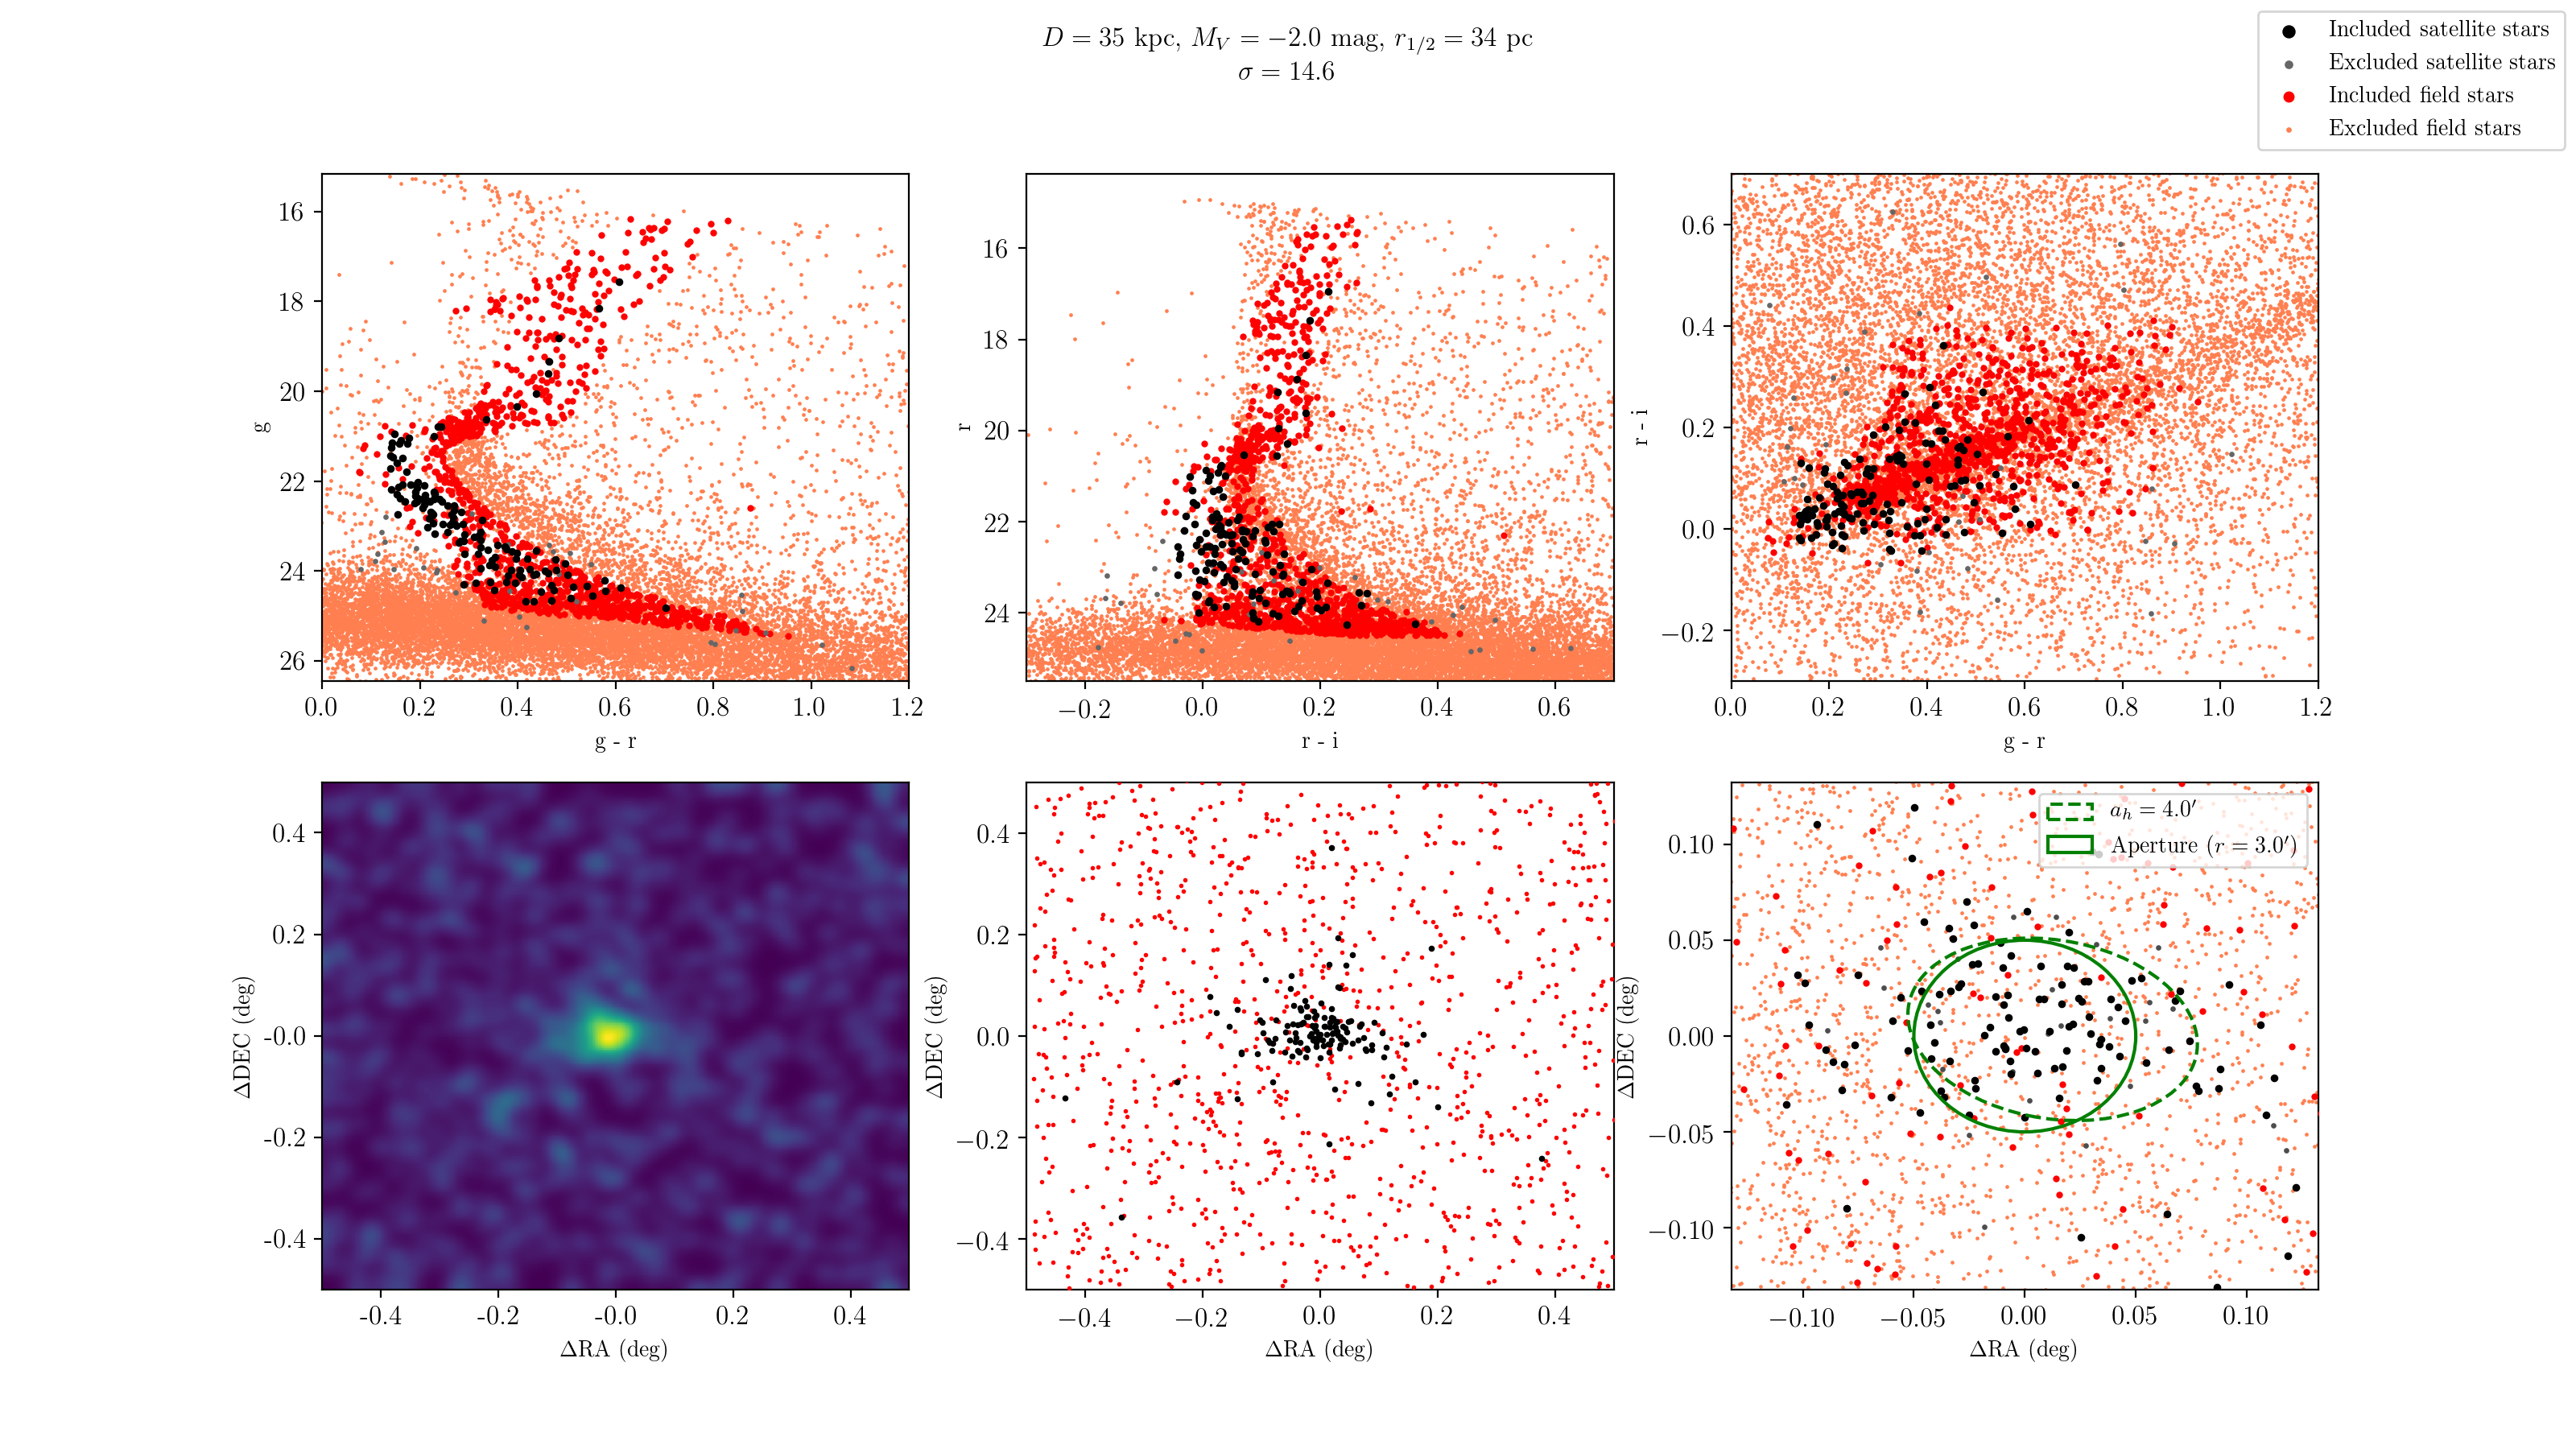 D = 35 kpc, M_V = −2.0 mag, r_{1/2} = 34 pc
σ = 14.6
Included satellite stars
Excluded satellite stars
Included field stars
Excluded field stars
16
18
20
22
24
26
g
0.0 0.2 0.4 0.6 0.8 1.0 1.2
g - r
16
18
20
22
24
r
−0.2 0.0 0.2 0.4 0.6
r - i
0.6
0.4
0.2
0.0
−0.2
r - i
0.0 0.2 0.4 0.6 0.8 1.0 1.2
g - r
0.4
0.2
-0.0
-0.2
-0.4
ΔDEC (deg)
-0.4 -0.2 -0.0 0.2 0.4
ΔRA (deg)
0.4
0.2
0.0
−0.2
−0.4
ΔDEC (deg)
−0.4 −0.2 0.0 0.2 0.4
ΔRA (deg)
a_h = 4.0′
Aperture (r = 3.0′)
0.10
0.05
0.00
−0.05
−0.10
ΔDEC (deg)
−0.10 −0.05 0.00 0.05 0.10
ΔRA (deg)